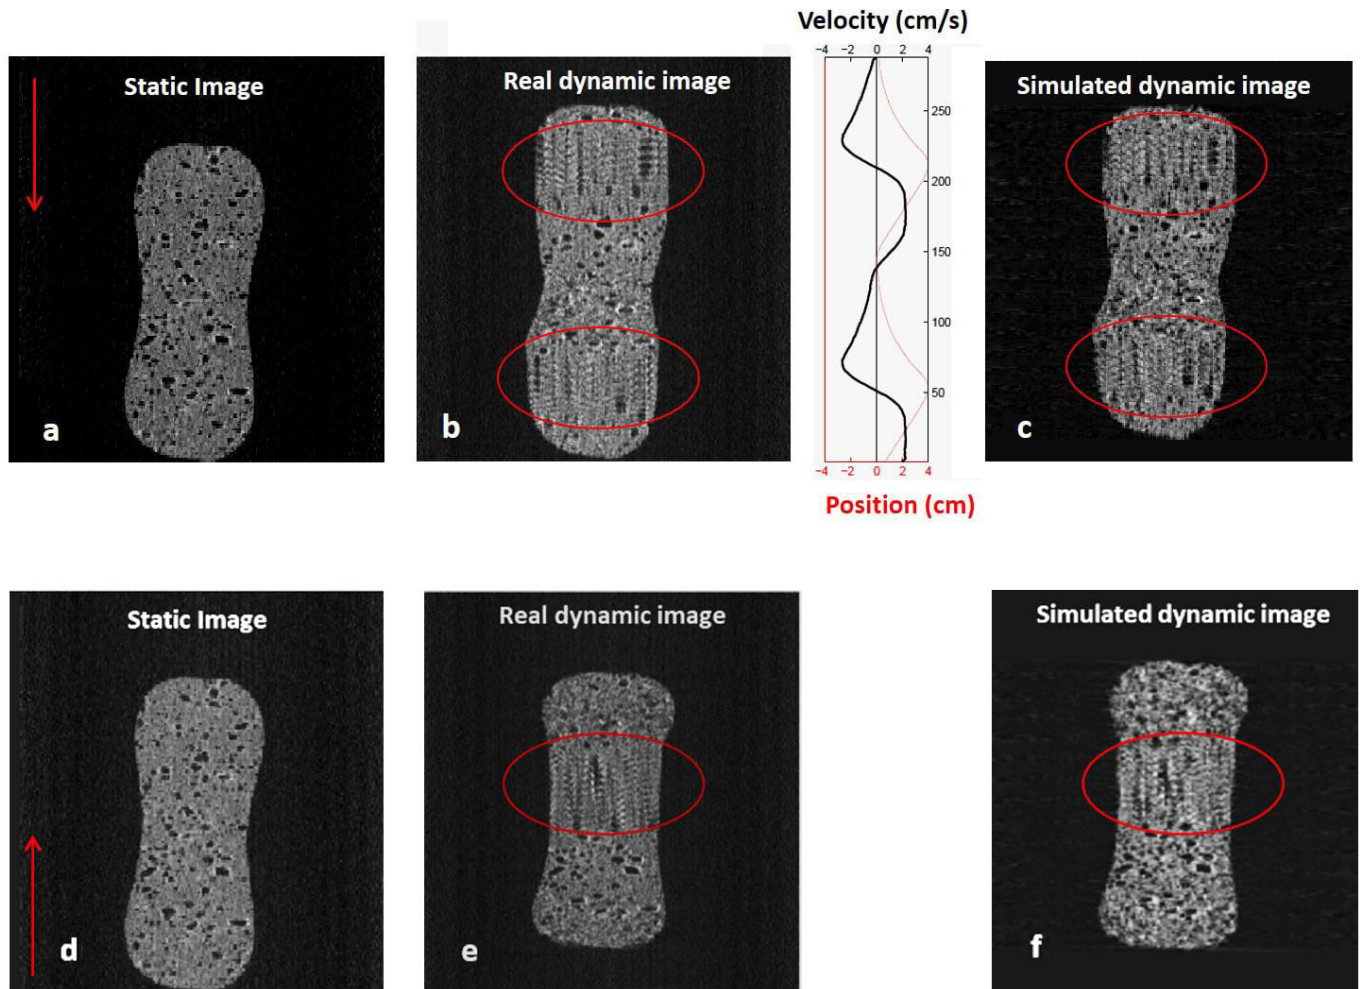 Velocity (cm/s)
−4 −2 0 2 4
Static Image
Real dynamic image
Simulated dynamic image
250
200
150
100
50
a
b
c
−4 −2 0 2 4
Position (cm)
Static Image
Real dynamic image
Simulated dynamic image
d
e
f